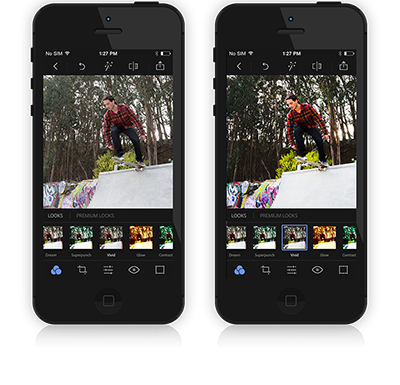 No SIM 1:27 PM
LOOKS | PREMIUM LOOKS
Dream Superpunch Vivid Glow Contrast
No SIM 1:27 PM
LOOKS | PREMIUM LOOKS
Dream Superpunch Vivid Glow Contrast